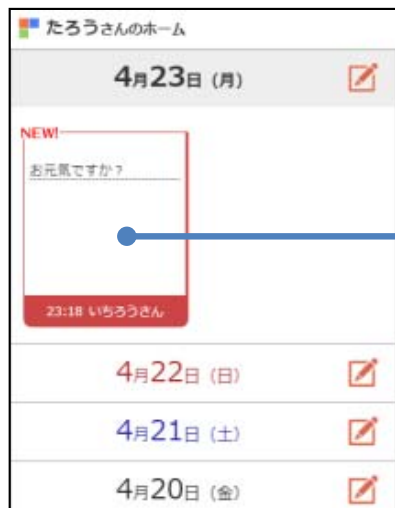 たろうさんのホーム
4月23日 (月)
NEW!
お元気ですか？
23:18 いちろうさん
4月22日 (日)
4月21日 (土)
4月20日 (金)